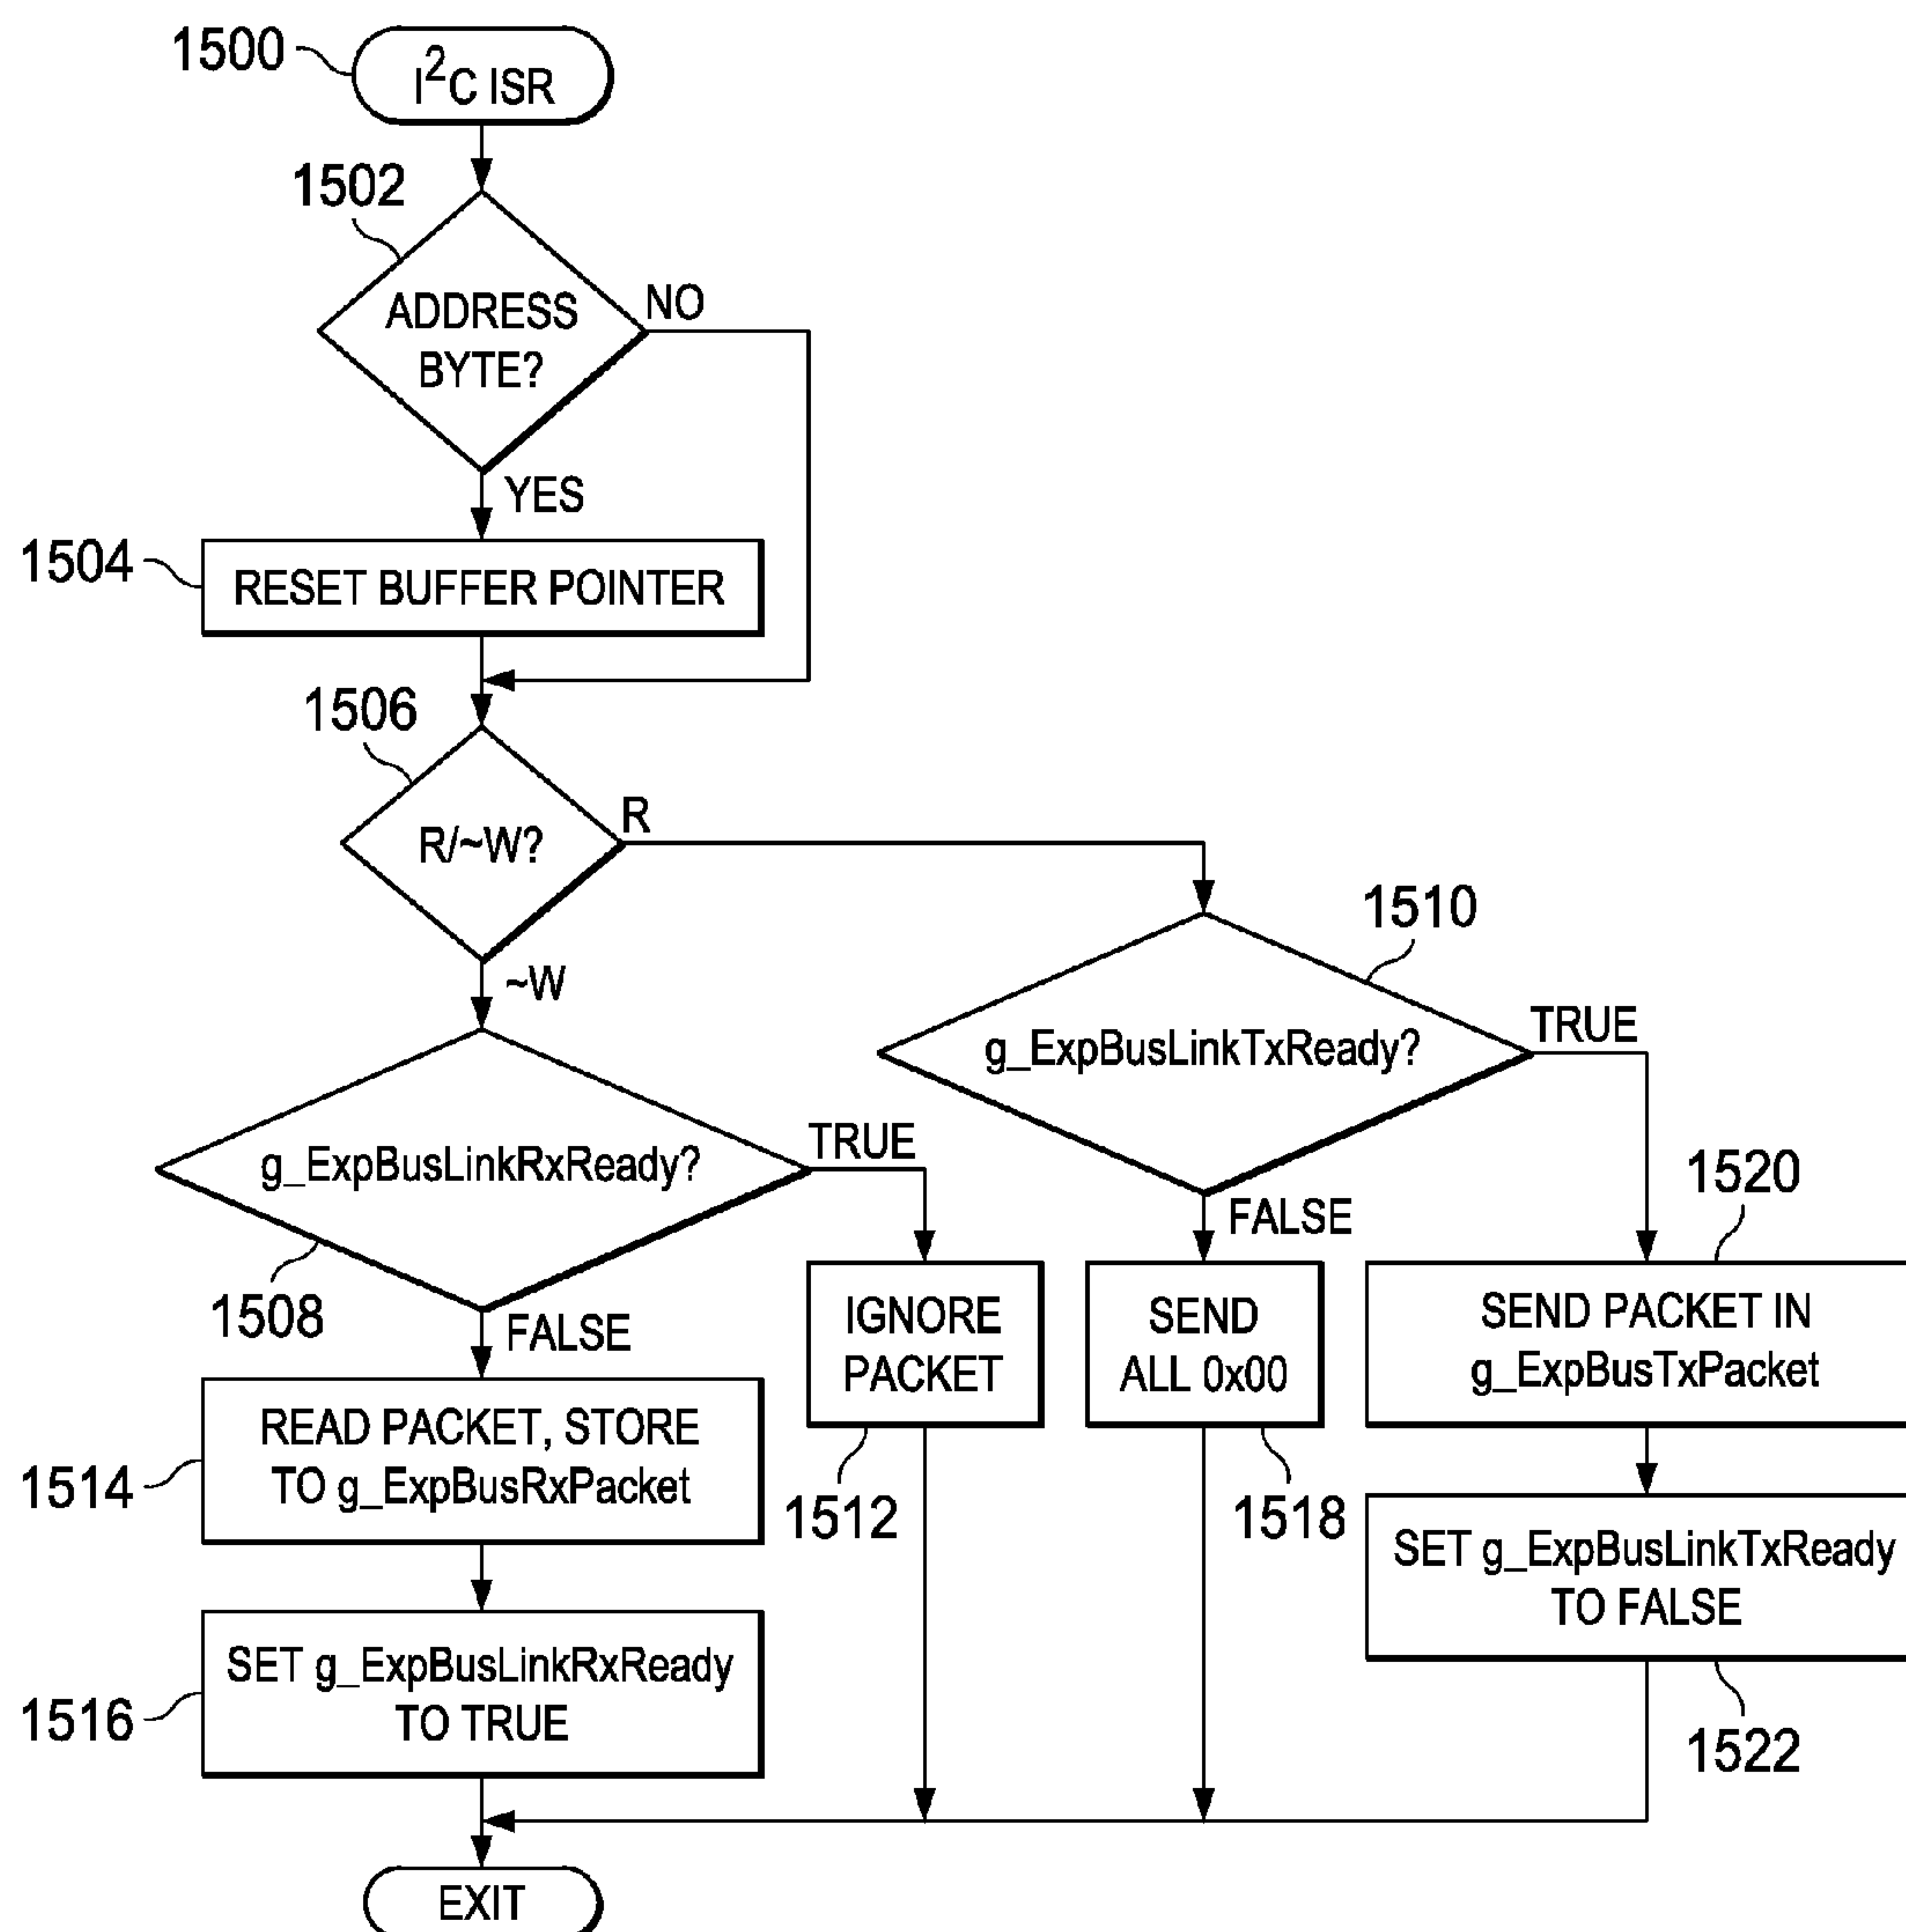 1500
I²C ISR
1502
ADDRESS
BYTE?
NO
YES
1504
RESET BUFFER POINTER
1506
R/~W?
R
~W
1510
g_ExpBusLinkTxReady?
TRUE
FALSE
g_ExpBusLinkRxReady?
TRUE
1508
FALSE
1520
IGNORE
PACKET
1512
SEND
ALL 0x00
1518
SEND PACKET IN
g_ExpBusTxPacket
READ PACKET, STORE
TO g_ExpBusRxPacket
1514
SET g_ExpBusLinkTxReady
TO FALSE
1522
SET g_ExpBusLinkRxReady
TO TRUE
1516
EXIT